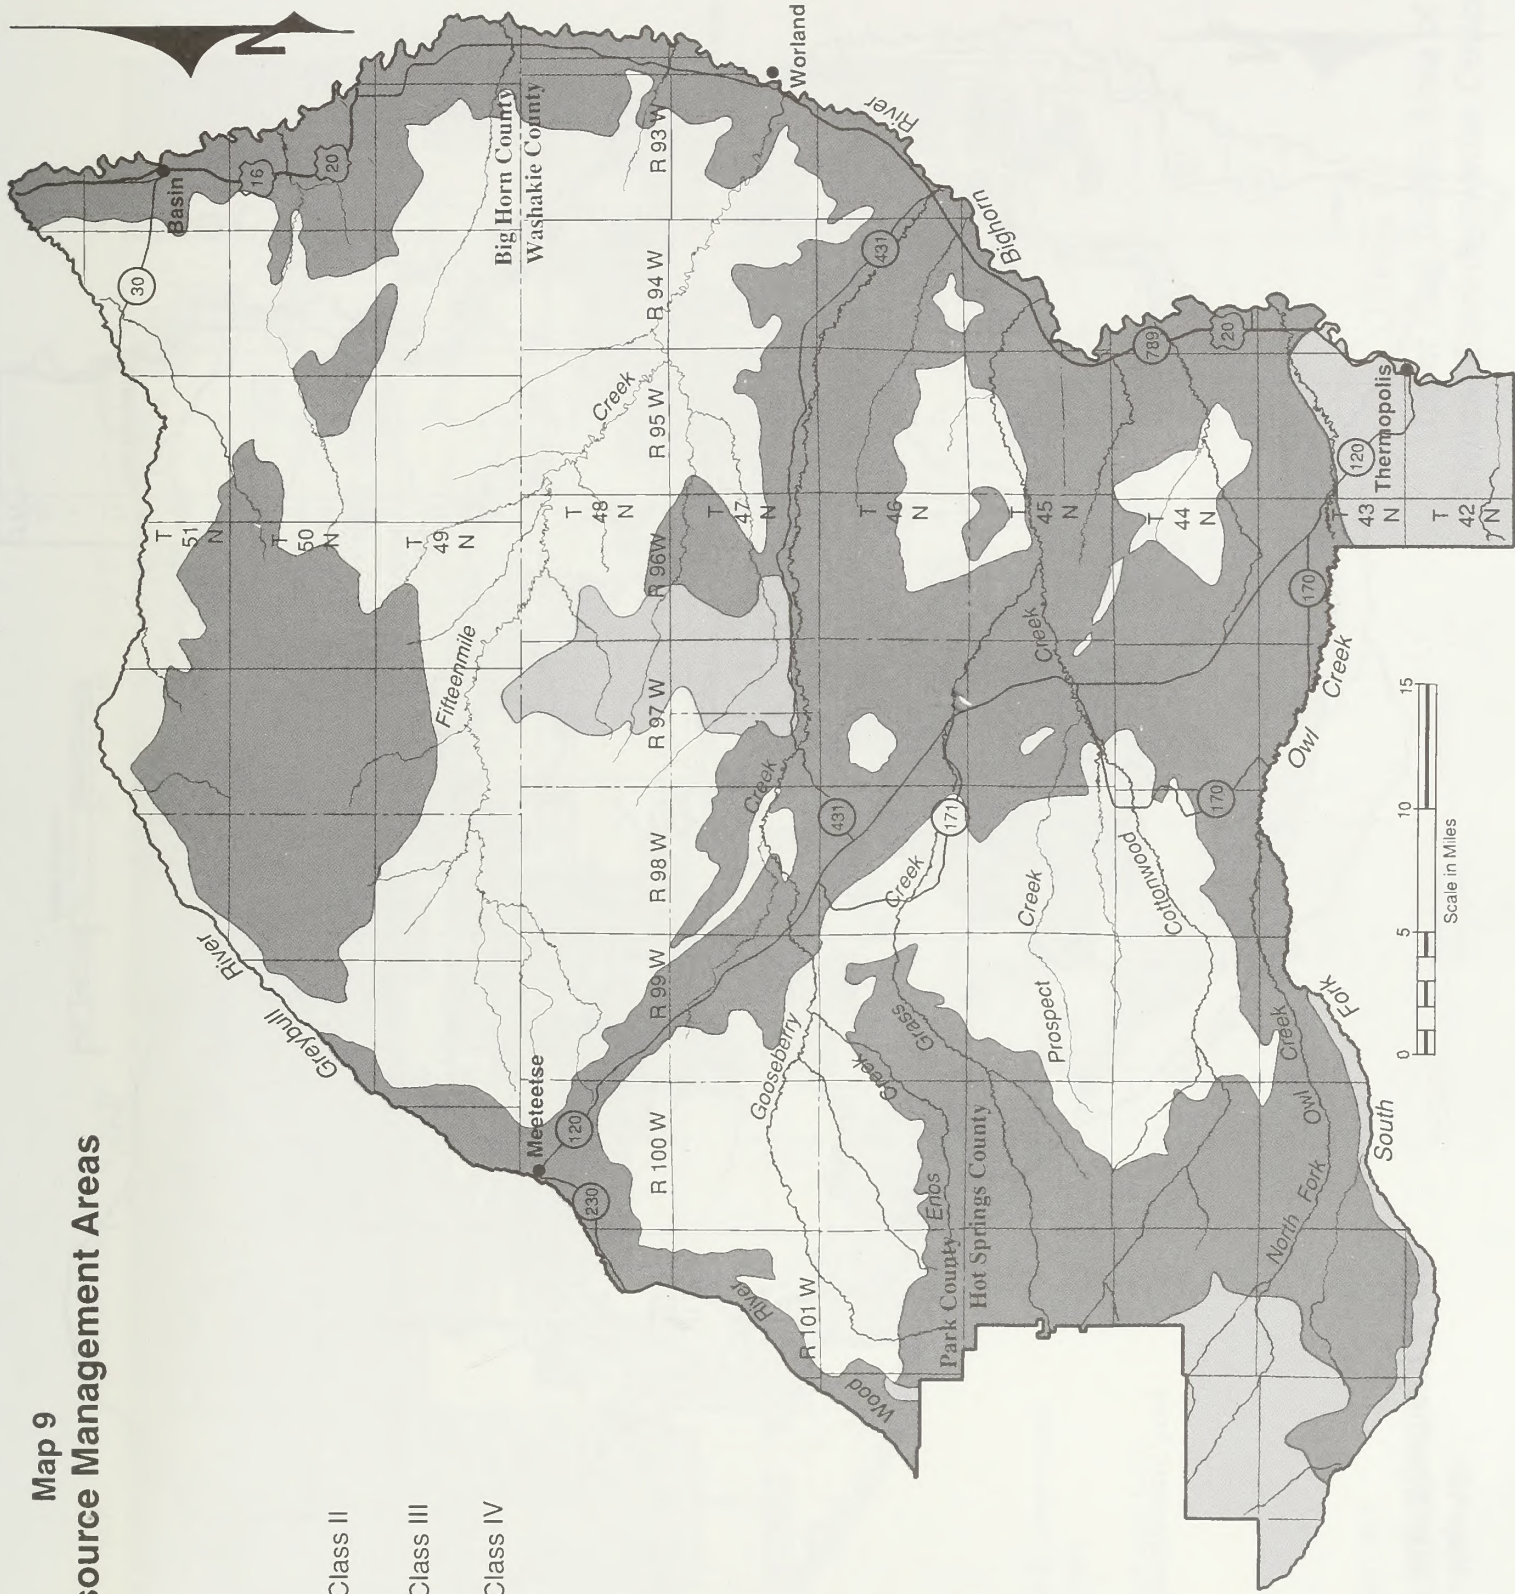 Map 9
source Management Areas
Class II
Class III
Class IV
N
Basin
30
16
20
Big Horn County
Washakie County
Worland
River
Bighorn
R 93 W
R 94 W
R 95 W
R 96 W
R 97 W
R 98 W
R 99 W
R 100 W
R 101 W
T
51
N
T
50
N
T
49
N
T
48
N
T
47
N
T
46
N
T
45
N
T
44
N
T
43
N
T
42
N
Creek
Fifteenmile
Greybull
River
Meeteetse
120
230
River
Wood
431
431
Creek
Gooseberry
171
Creek
Grass
Creek
Enos
Park County
Hot Springs County
Creek
Prospect
Creek
Cottonwood
789
20
120
Thermopolis
170
170
Owl
Creek
Creek
Owl
North Fork
South
Fork
0
5
10
15
Scale in Miles